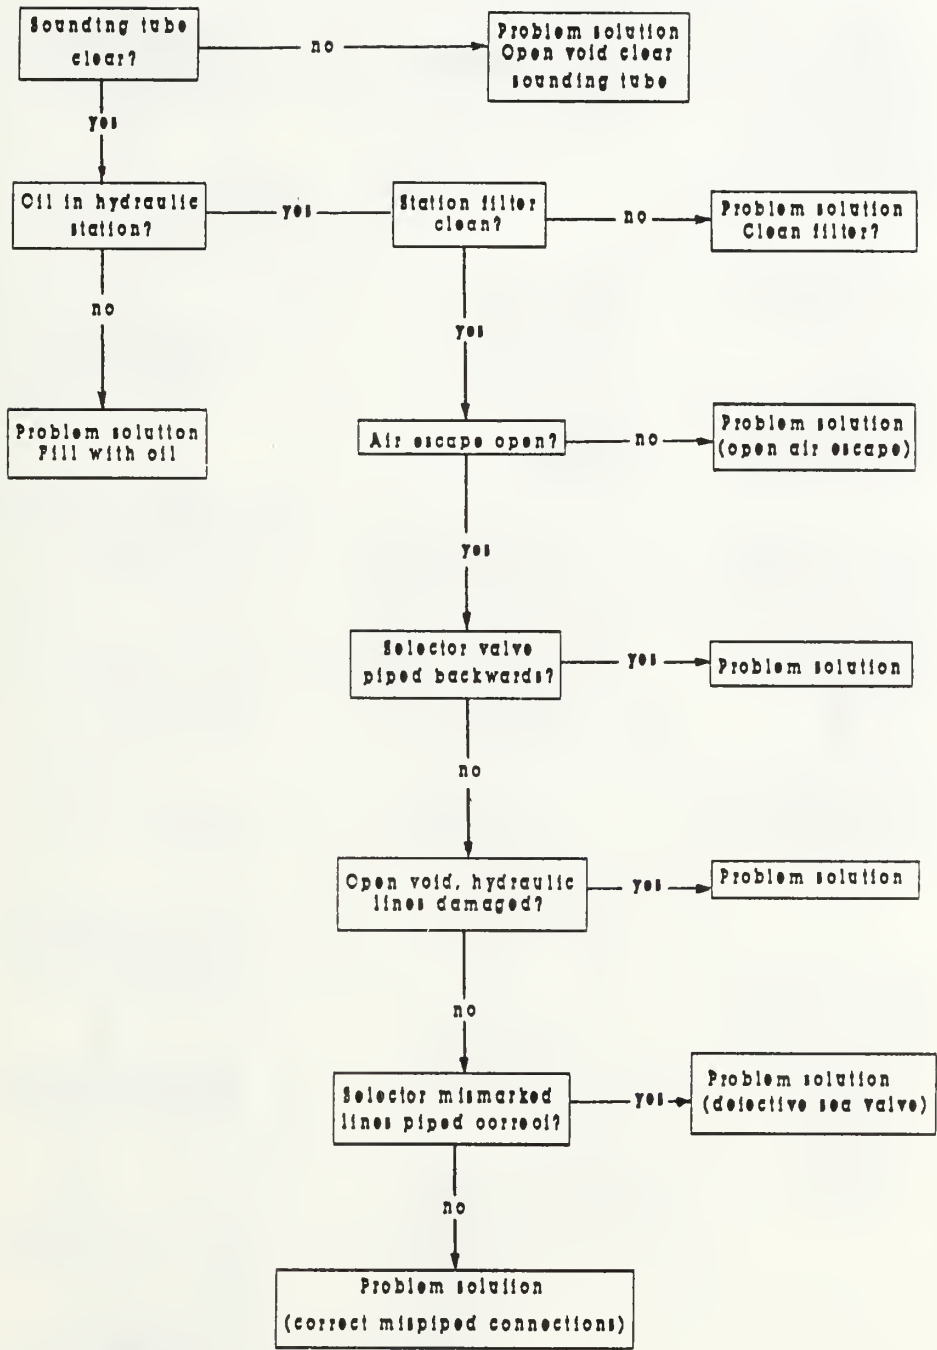 Sounding tube
clear?
no
Problem solution
Open void clear
sounding tube
yes
Oil in hydraulic
station?
yes
Station filter
clean?
no
Problem solution
Clean filter?
no
yes
Problem solution
Fill with oil
Air escape open?
no
Problem solution
(open air escape)
yes
Selector valve
piped backwards?
yes
Problem solution
no
Open void, hydraulic
lines damaged?
yes
Problem solution
no
Selector mismarked
lines piped correct?
yes
Problem solution
(defective sea valve)
no
Problem solution
(correct mispiped connections)